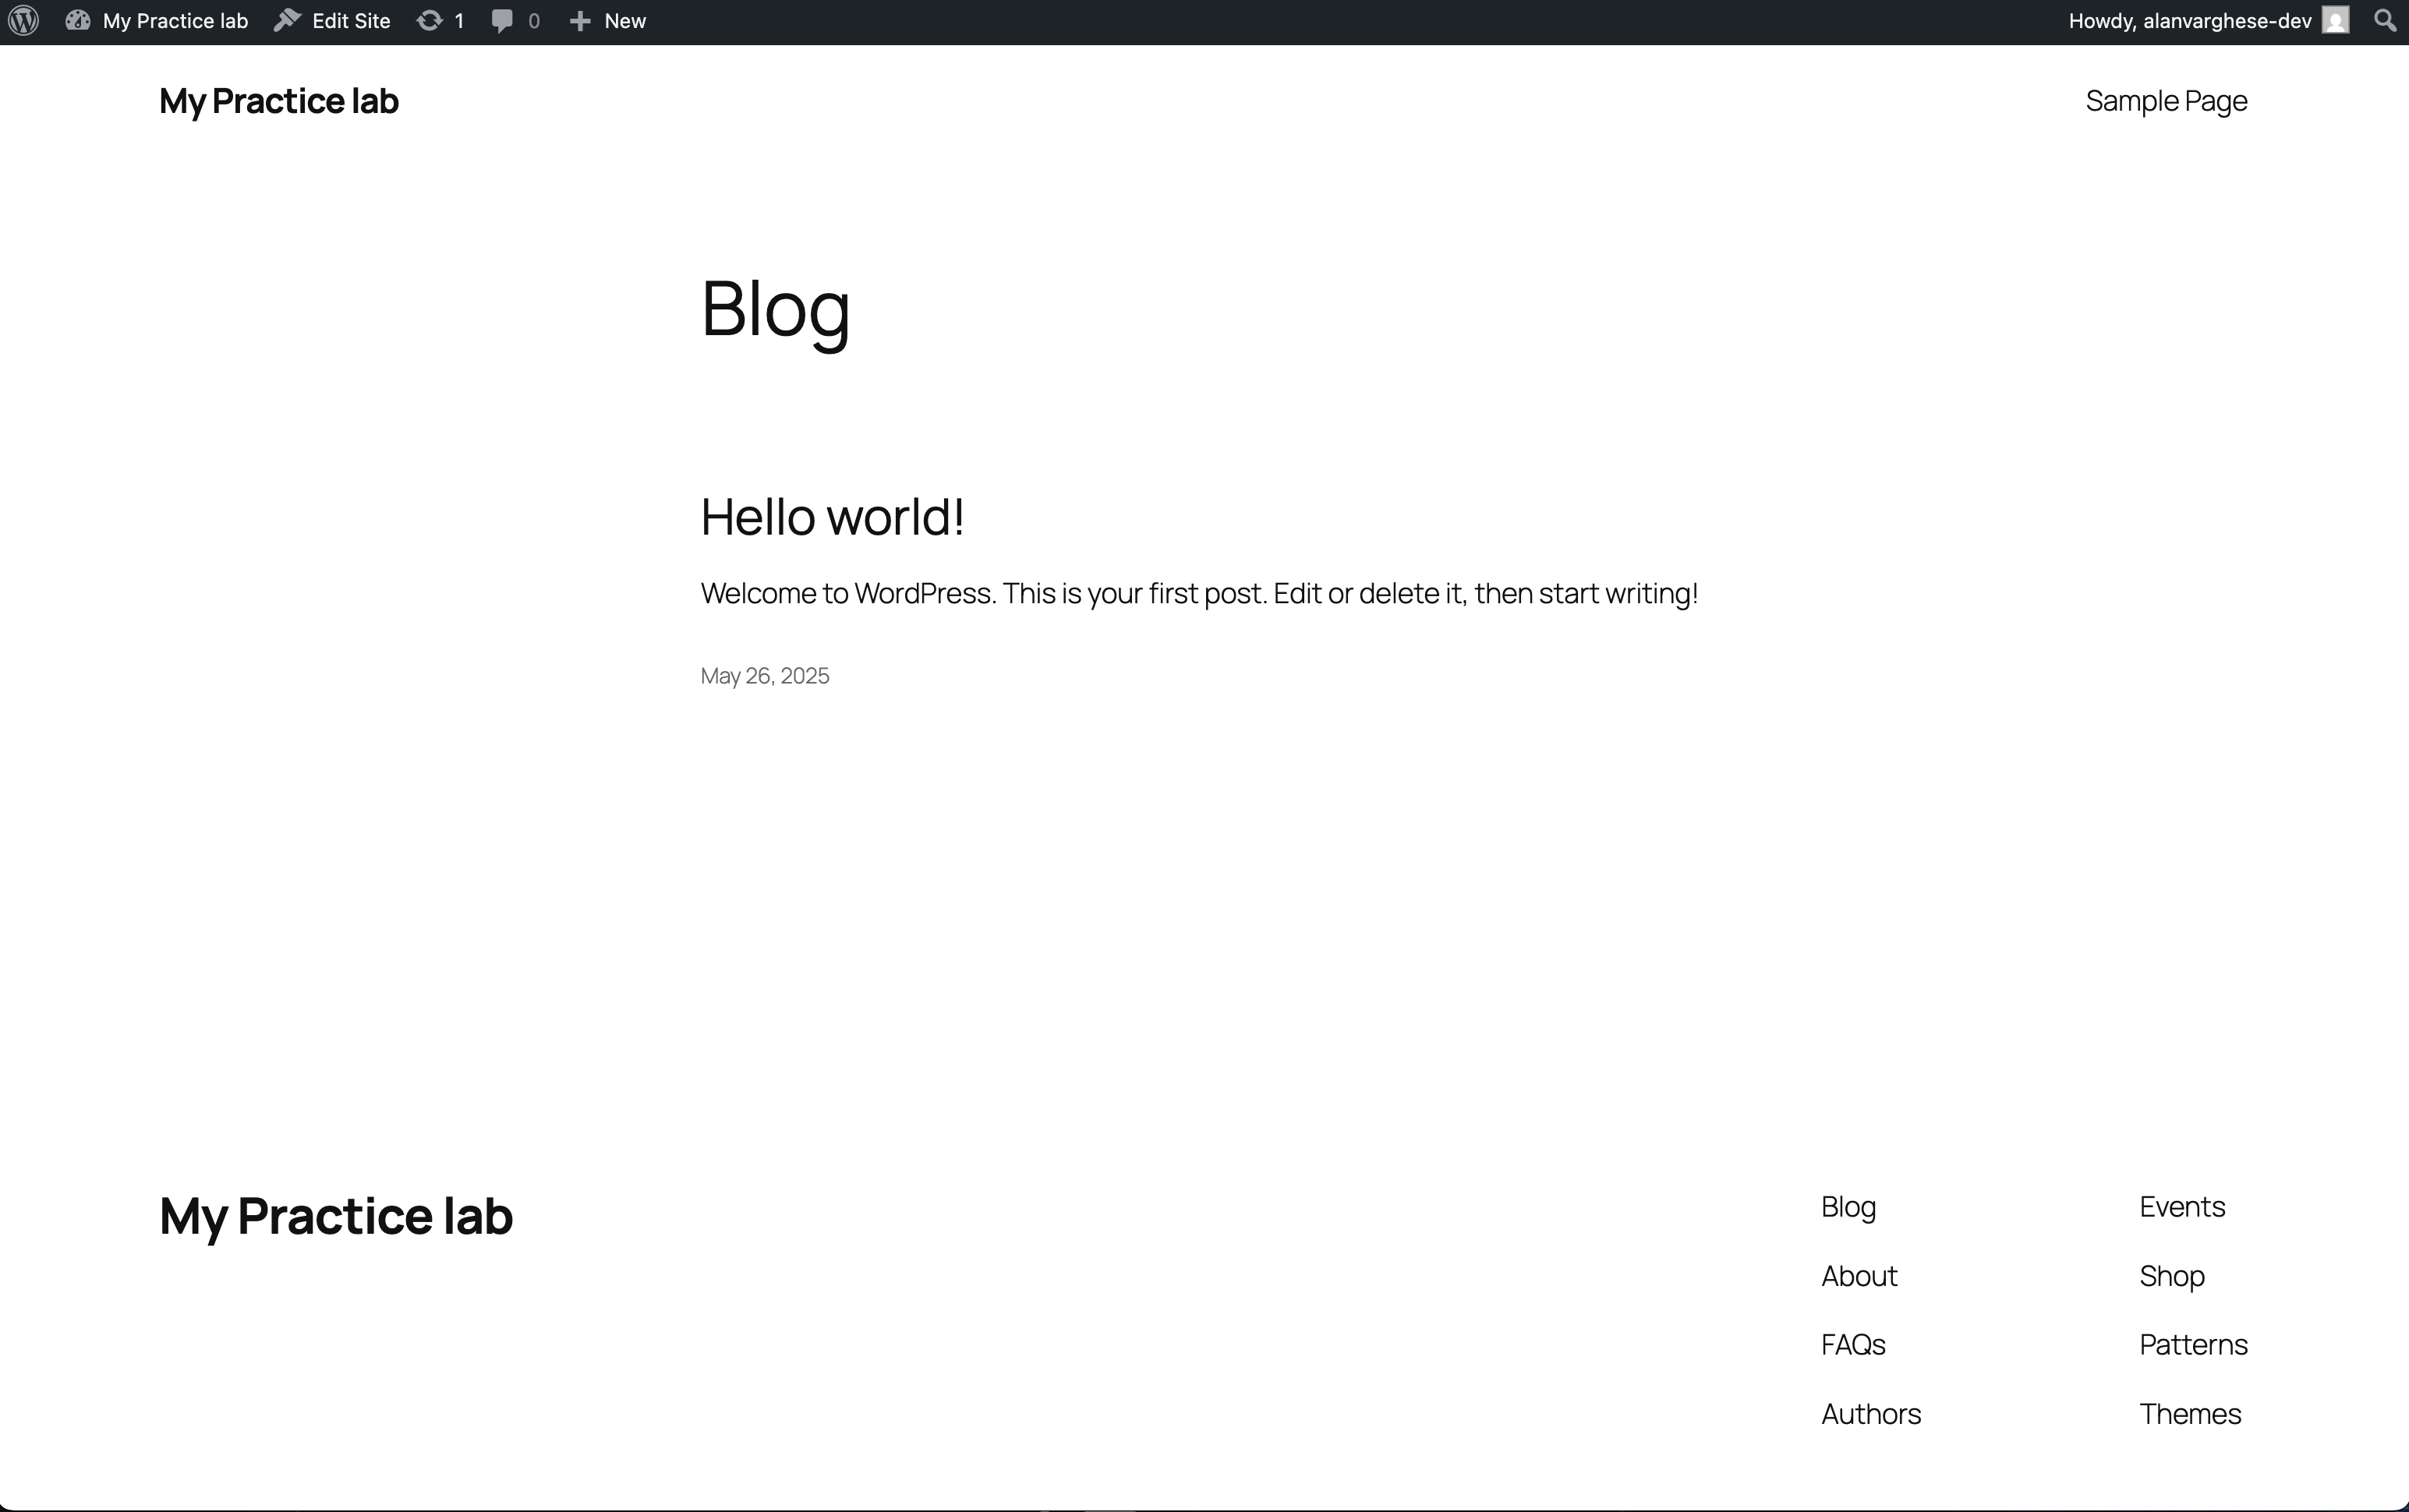 My Practice lab Edit Site 1 0 New Howdy, alanvarghese-dev
My Practice lab Sample Page
Blog
Hello world!
Welcome to WordPress. This is your first post. Edit or delete it, then start writing!
May 26, 2025
My Practice lab
Blog
About
FAQs
Authors
Events
Shop
Patterns
Themes